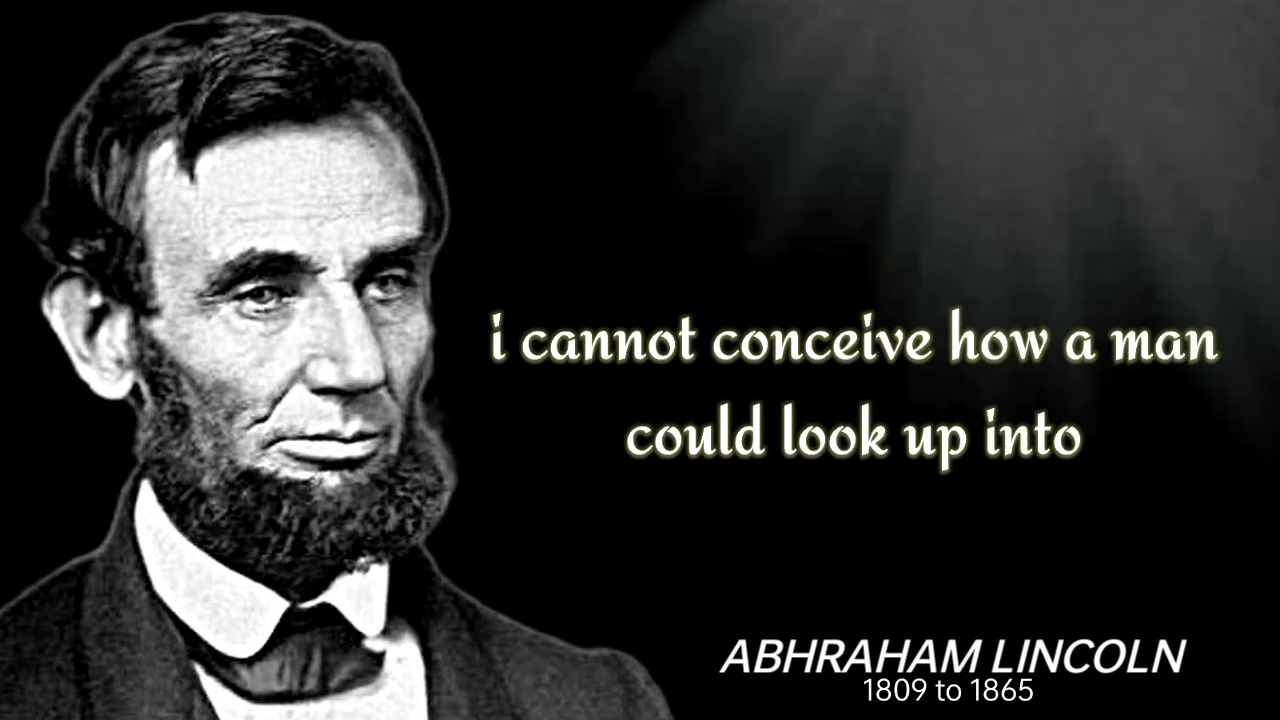 i cannot conceive how a man
could look up into
ABHRAHAM LINCOLN
1809 to 1865